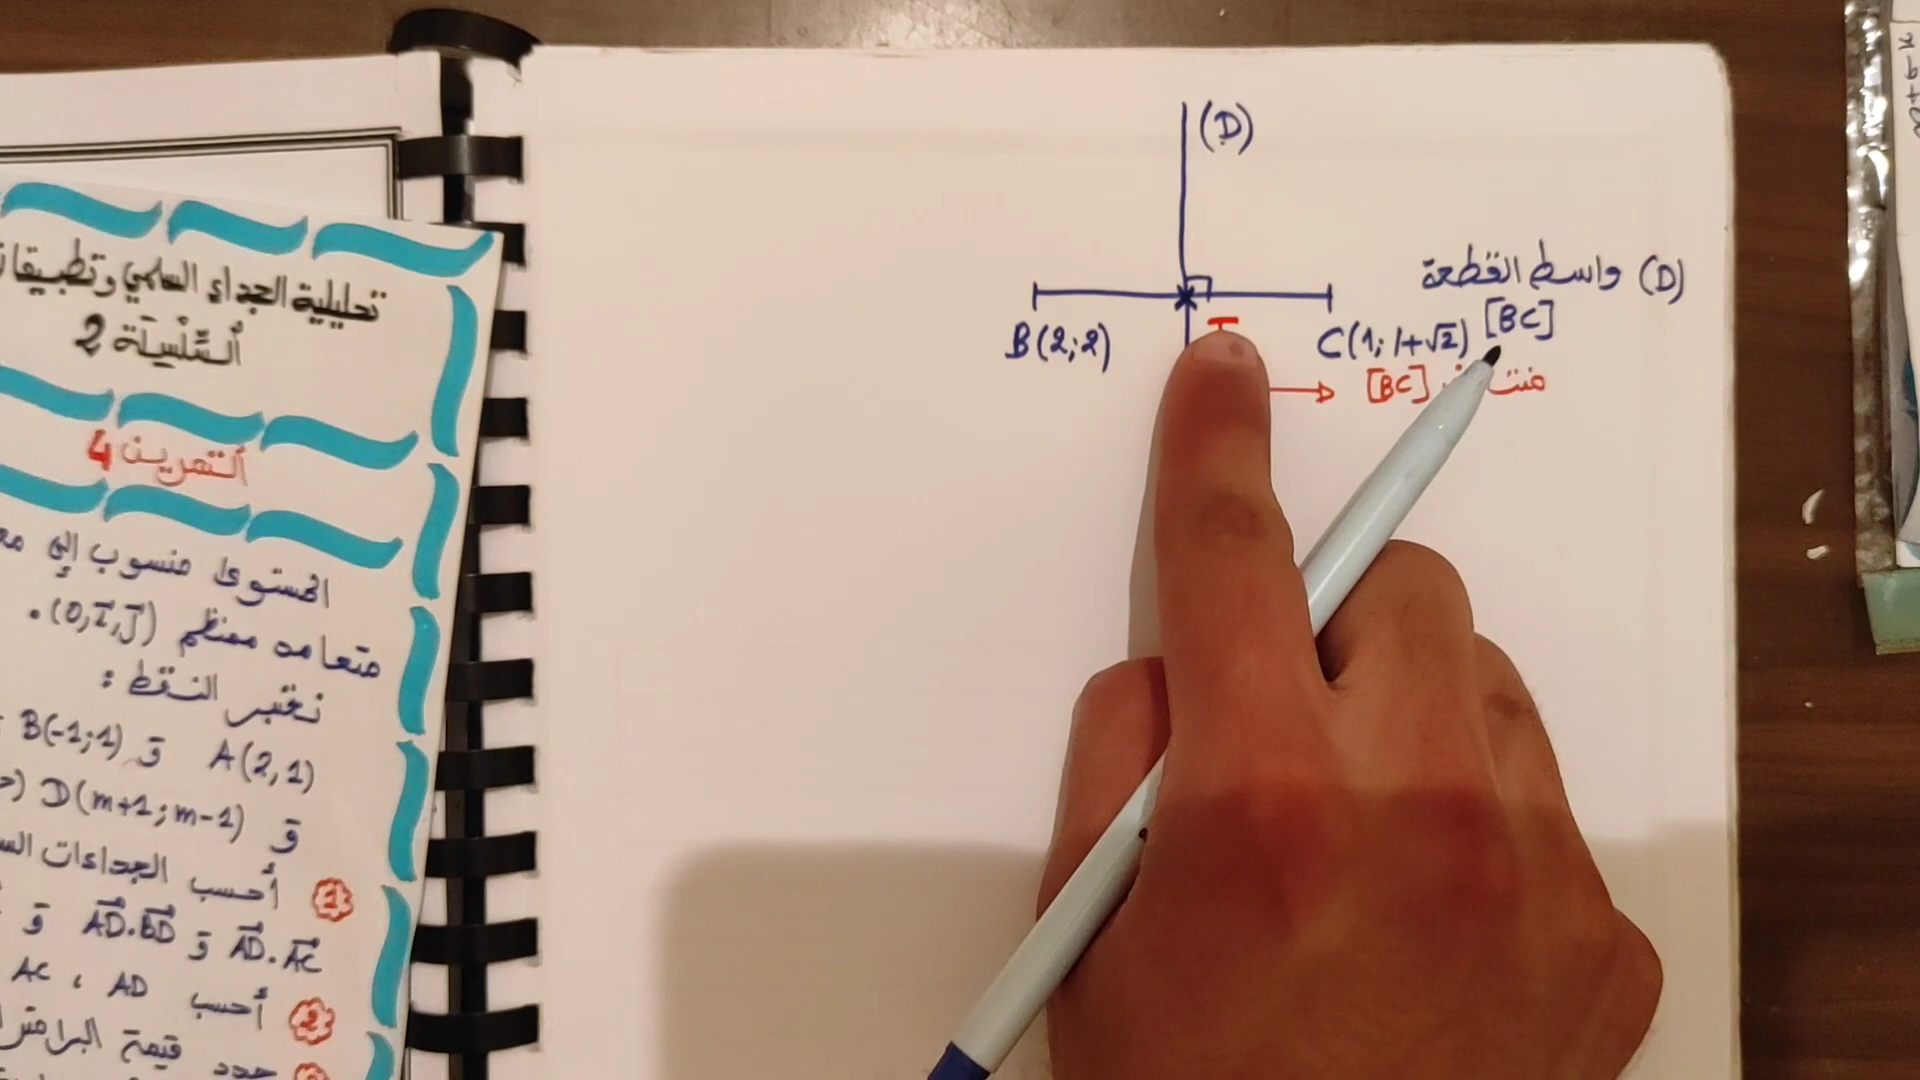 (D)
(D) واسط القطعة
[BC]
B(2;2)
C(1;1+√2)
I
[BC]
تحليلية الجداء السلمي
السلسلة 2
التمرين 4
المستوى منسوب إلى
متعامد ممنظم (O,I,J).
نعتبر النقط:
A(2,1) و B(-1;1)
و D(m+1;m-1)
1 أحسب الجداءات
AD.AC و AD.BD و
2 أحسب AD ، AC
حدد قيمة